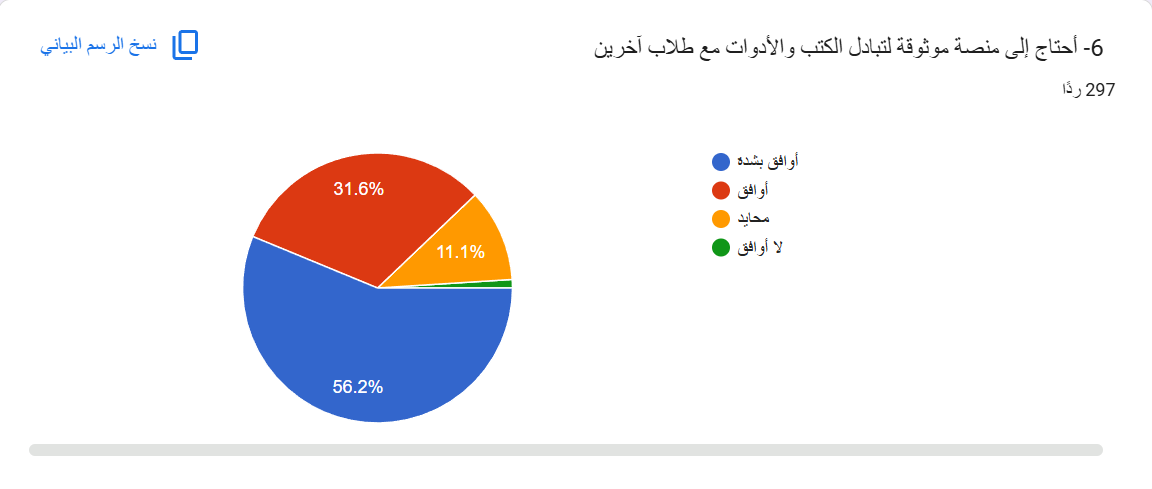 6- أحتاج إلى منصة موثوقة لتبادل الكتب والأدوات مع طلاب آخرين
نسخ الرسم البياني
297 ردًا
أوافق بشدة
أوافق
محايد
لا أوافق
31.6%
11.1%
56.2%